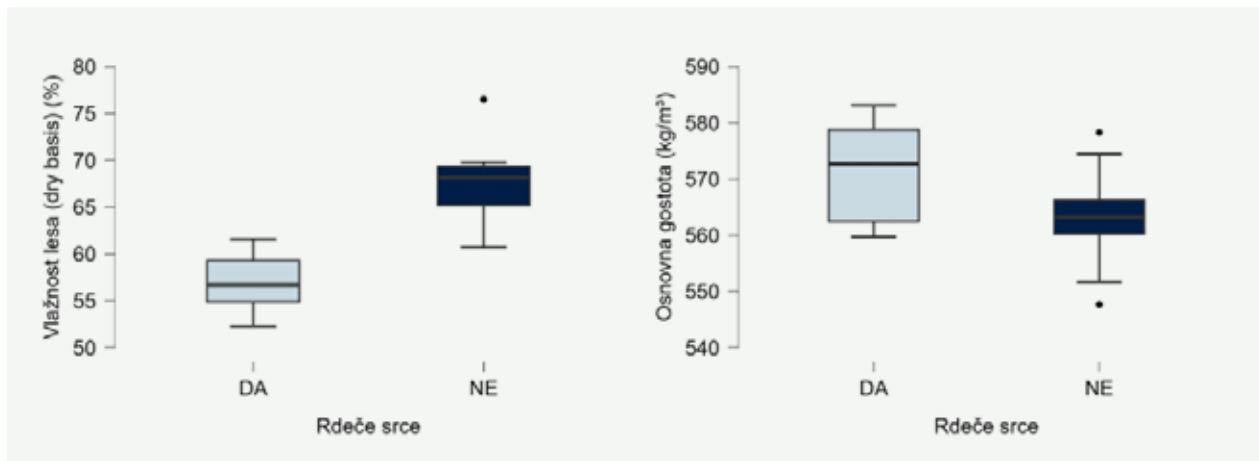 Vlažnost lesa (dry basis) (%)
80
75
70
65
60
55
50
DA
NE
Rdeče srce
Osnovna gostota (kg/m³)
590
580
570
560
550
540
DA
NE
Rdeče srce